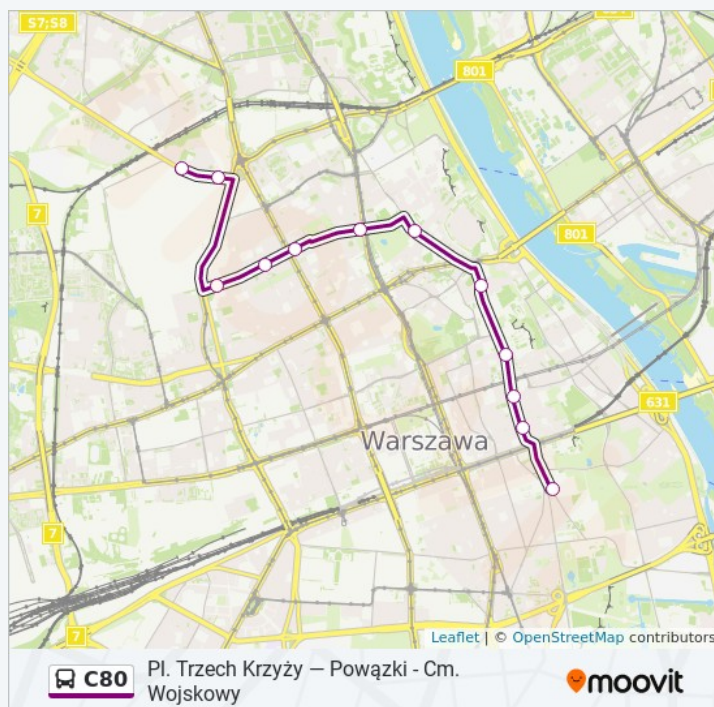 S7;S8
801
7
801
631
Warszawa
7
7
Leaflet | © OpenStreetMap contributors
C80
Pl. Trzech Krzyży — Powązki - Cm.
Wojskowy
moovit